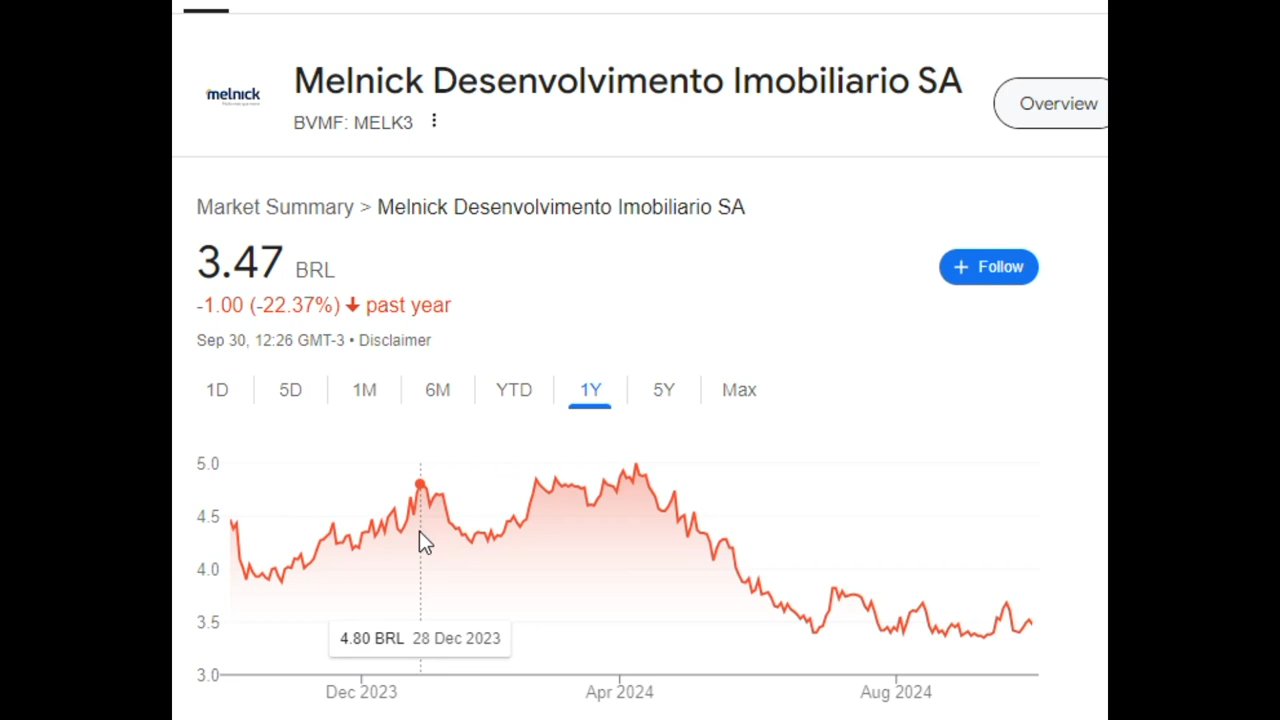 Melnick Desenvolvimento Imobiliario SA
melnick
BVMF: MELK3
Overview
Market Summary > Melnick Desenvolvimento Imobiliario SA
3.47 BRL
+ Follow
-1.00 (-22.37%) ↓ past year
Sep 30, 12:26 GMT-3 • Disclaimer
1D 5D 1M 6M YTD 1Y 5Y Max
5.0
4.5
4.0
3.5
4.80 BRL 28 Dec 2023
3.0
Dec 2023 Apr 2024 Aug 2024